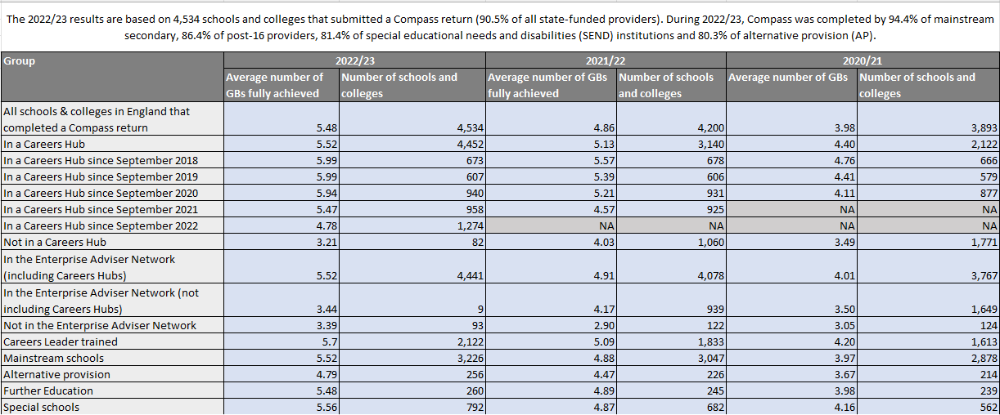 The 2022/23 results are based on 4,534 schools and colleges that submitted a Compass return (90.5% of all state-funded providers). During 2022/23, Compass was completed by 94.4% of mainstream
secondary, 86.4% of post-16 providers, 81.4% of special educational needs and disabilities (SEND) institutions and 80.3% of alternative provision (AP).
Group 2022/23 2021/22 2020/21
Average number of Number of schools and Average number of GBs Number of schools Average number of GBs Number of schools and
GBs fully achieved colleges fully achieved and colleges colleges
All schools & colleges in England that
completed a Compass return 5.48 4,534 4.86 4,200 3.98 3,893
In a Careers Hub 5.52 4,452 5.13 3,140 4.40 2,122
In a Careers Hub since September 2018 5.99 673 5.57 678 4.76 666
In a Careers Hub since September 2019 5.99 607 5.39 606 4.41 579
In a Careers Hub since September 2020 5.94 940 5.21 931 4.11 877
In a Careers Hub since September 2021 5.47 958 4.57 925 NA NA
In a Careers Hub since September 2022 4.78 1,274 NA NA NA NA
Not in a Careers Hub 3.21 82 4.03 1,060 3.49 1,771
In the Enterprise Adviser Network
(including Careers Hubs) 5.52 4,441 4.91 4,078 4.01 3,767
In the Enterprise Adviser Network (not
including Careers Hubs) 3.44 9 4.17 939 3.50 1,649
Not in the Enterprise Adviser Network 3.39 93 2.90 122 3.05 124
Careers Leader trained 5.7 2,122 5.09 1,833 4.20 1,613
Mainstream schools 5.52 3,226 4.88 3,047 3.97 2,878
Alternative provision 4.79 256 4.47 226 3.67 214
Further Education 5.48 260 4.89 245 3.98 239
Special schools 5.56 792 4.87 682 4.16 562